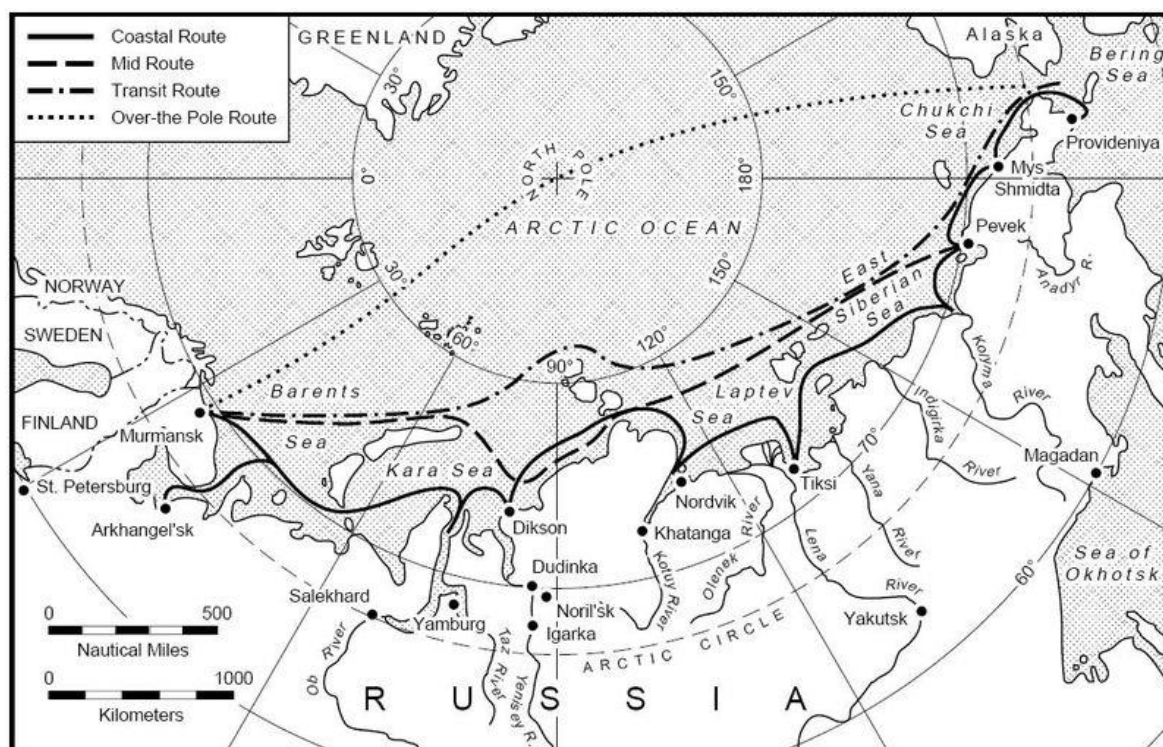 Coastal Route
Mid Route
Transit Route
Over-the Pole Route
GREENLAND
30°
150°
Alaska
Bering
Sea
Chukchi
Sea
Provideniya
NORTH POLE
0°
180°
Mys
Shmidta
ARCTIC OCEAN
Pevek
30°
150°
East
Siberian
Sea
Anadyr R.
NORWAY
SWEDEN
60°
90°
120°
Barents
Sea
Laptev
Sea
Kolyma
River
Indigirka
River
FINLAND
Murmansk
Kara Sea
70°
Magadan
St. Petersburg
Arkhangel'sk
Dikson
Nordvik
Tiksi
Yana
River
Khatanga
Olenek
River
Lena
River
60°
Sea of
Okhotsk
0 500
Nautical Miles
0 1000
Kilometers
Salekhard
Yamburg
Dudinka
Noril'sk
Igarka
Kotuy River
Yakutsk
ARCTIC CIRCLE
Ob
River
Taz River
Yenisey R.
RUSSIA